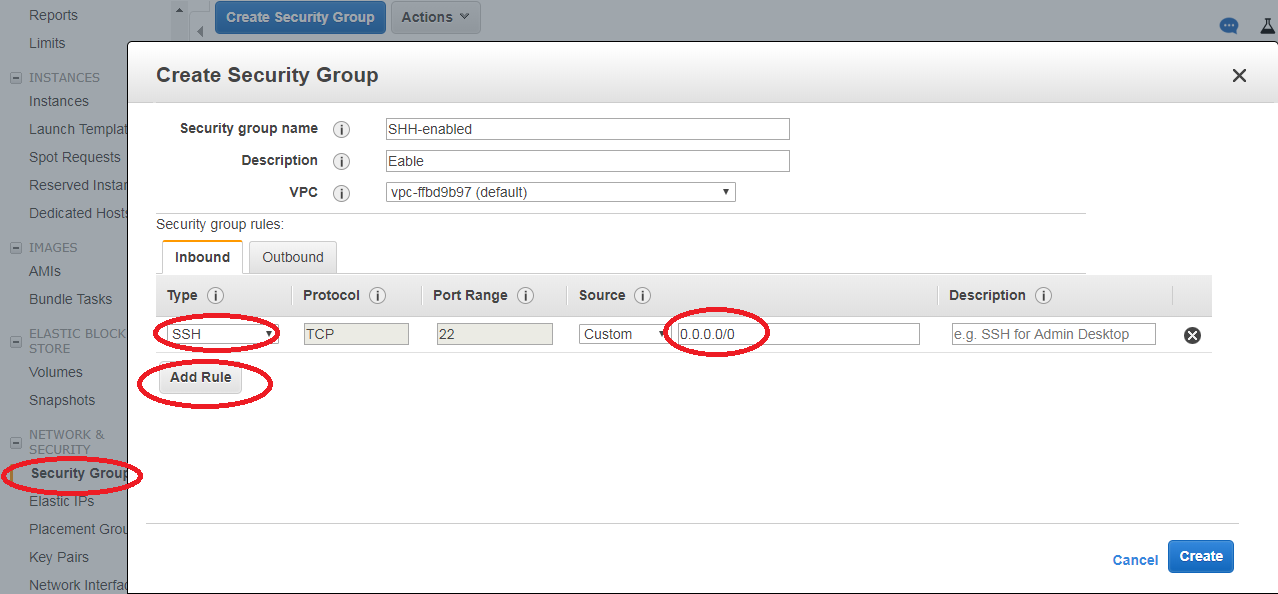 Reports
Limits
INSTANCES
Instances
Launch Templat
Spot Requests
Reserved Instar
Dedicated Hosts
IMAGES
AMIs
Bundle Tasks
ELASTIC BLOCK
STORE
Volumes
Snapshots
NETWORK &
SECURITY
Security Group
Elastic IPs
Placement Grou
Key Pairs
Network Interfac
Create Security Group Actions
Create Security Group
Security group name SHH-enabled
Description Eable
VPC vpc-ffbd9b97 (default)
Security group rules:
Inbound Outbound
Type Protocol Port Range Source Description
SSH TCP 22 Custom 0.0.0.0/0 e.g. SSH for Admin Desktop
Add Rule
Cancel Create